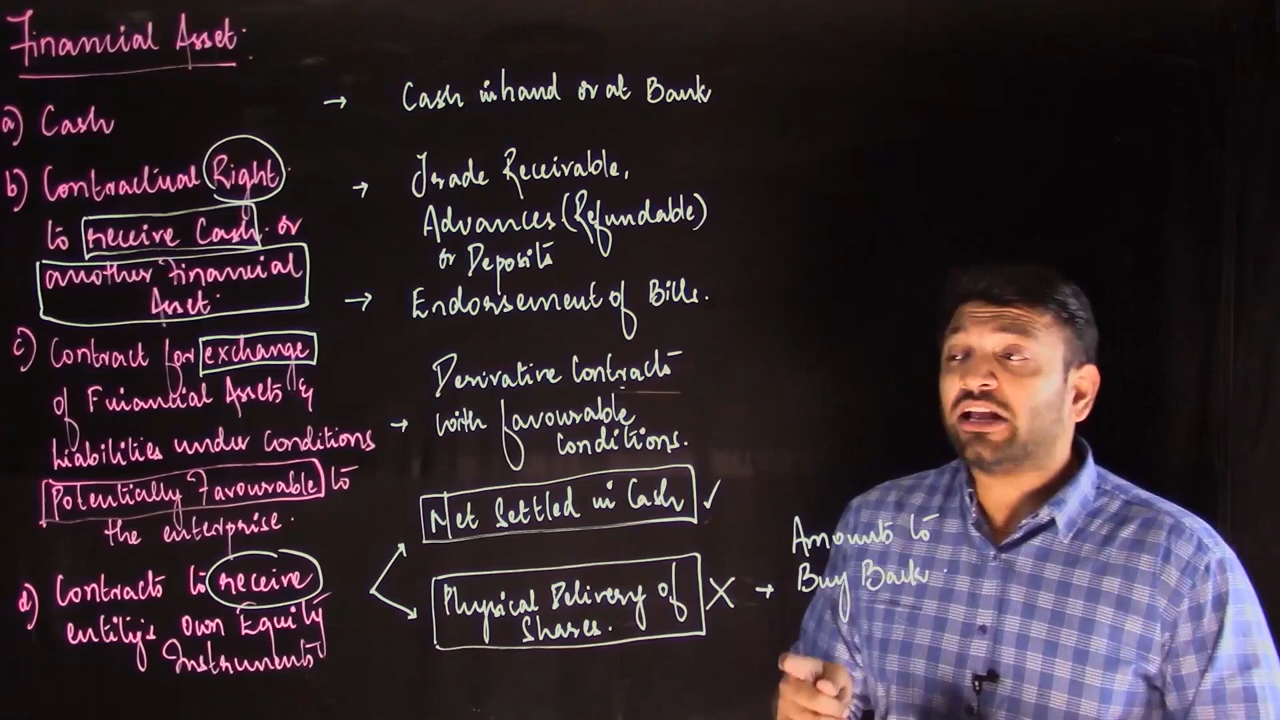 Financial Asset.
a) Cash
→ Cash in hand or at Bank
b) Contractual Right
to receive Cash or
another Financial
Asset.
→ Trade Receivable,
Advances (Refundable)
or Deposits
→ Endorsement of Bills.
c) Contract for exchange
of Financial Assets &
Liabilities under conditions
Potentially Favourable to
the enterprise.
→ Derivative Contracts
with favourable
conditions.
d) Contracts to receive
entity's own Equity
Instruments
Net Settled in Cash ✓
Physical Delivery of
Shares. X →
Amounts to
Buy Back.